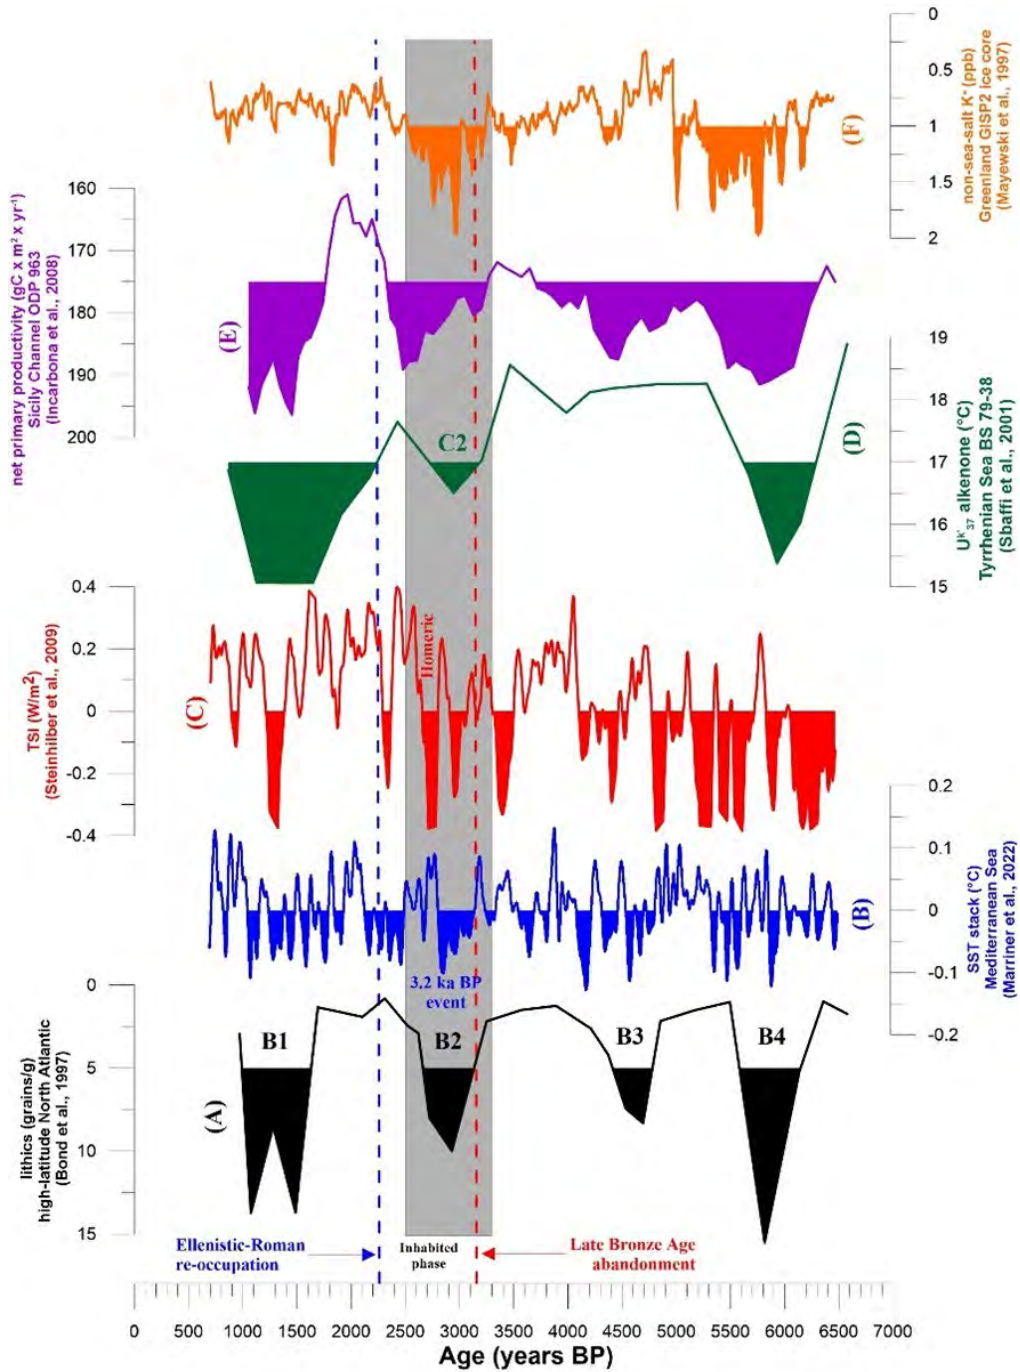 0
0.5
1
1.5
2
non-sea-salt K⁺ (ppb)
Greenland GISP2 ice core
(Mayewski et al., 1997)
(F)
160
170
180
190
200
net primary productivity (gC x m² x yr⁻¹)
Sicily Channel ODP 963
(Incarbona et al., 2008)
(E)
19
18
17
16
15
Uᵏ'₃₇ alkenone (°C)
Tyrrhenian Sea BS 79-38
(Sbaffi et al., 2001)
(D)
C2
0.4
0.2
0
-0.2
-0.4
TSI (W/m²)
(Steinhilber et al., 2009)
(C)
Homeric
0.2
0.1
0
-0.1
-0.2
SST stack (°C)
Mediterranean Sea
(Marriner et al., 2022)
(B)
3,2 ka BP
event
0
5
10
15
lithics (grains/g)
high-latitude North Atlantic
(Bond et al., 1997)
(A)
B1
B2
B3
B4
Ellenistic-Roman
re-occupation
Inhabited
phase
Late Bronze Age
abandonment
0 500 1000 1500 2000 2500 3000 3500 4000 4500 5000 5500 6000 6500 7000
Age (years BP)